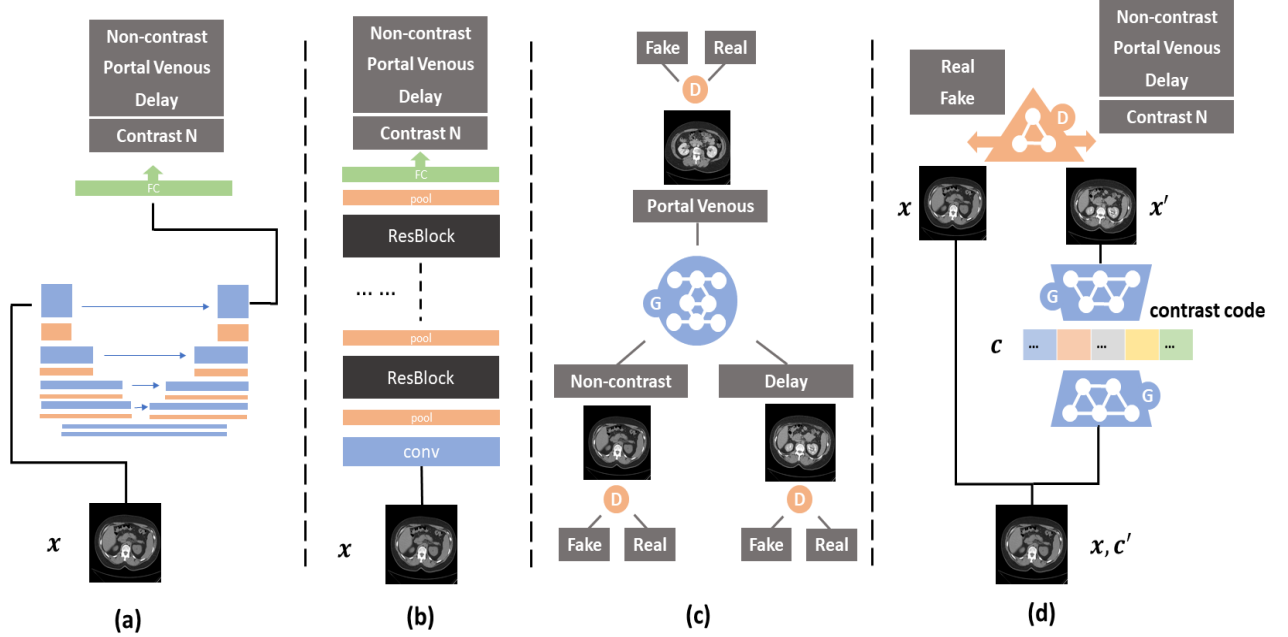 Non-contrast
Portal Venous
Delay
Contrast N
FC
x
(a)
Non-contrast
Portal Venous
Delay
Contrast N
FC
pool
ResBlock
... ...
pool
ResBlock
pool
conv
x
(b)
Fake
Real
D
Portal Venous
G
Non-contrast
Delay
D
D
Fake
Real
Fake
Real
(c)
Non-contrast
Portal Venous
Delay
Contrast N
Real
Fake
D
x
x′
G
contrast code
c
...
...
...
G
x, c′
(d)